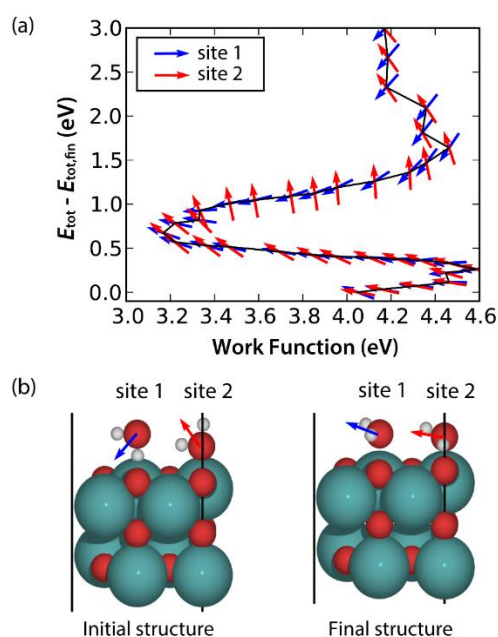 (a)
site 1
site 2
E_tot - E_tot,fin (eV)
3.0
2.5
2.0
1.5
1.0
0.5
0.0
3.0 3.2 3.4 3.6 3.8 4.0 4.2 4.4 4.6
Work Function (eV)
(b)
site 1 site 2 site 1 site 2
Initial structure Final structure